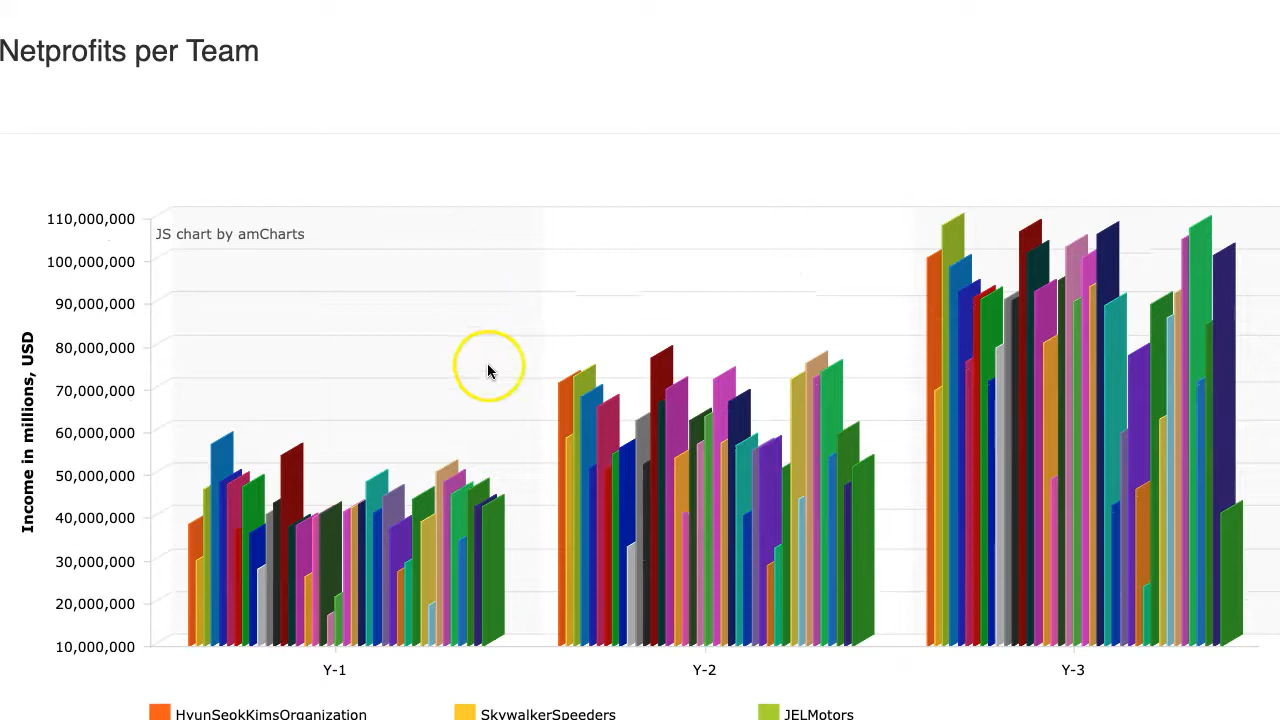 Netprofits per Team
JS chart by amCharts
Income in millions, USD
110,000,000
100,000,000
90,000,000
80,000,000
70,000,000
60,000,000
50,000,000
40,000,000
30,000,000
20,000,000
10,000,000
Y-1
Y-2
Y-3
HyunSeokKimsOrganization
SkywalkerSpeeders
JELMotors